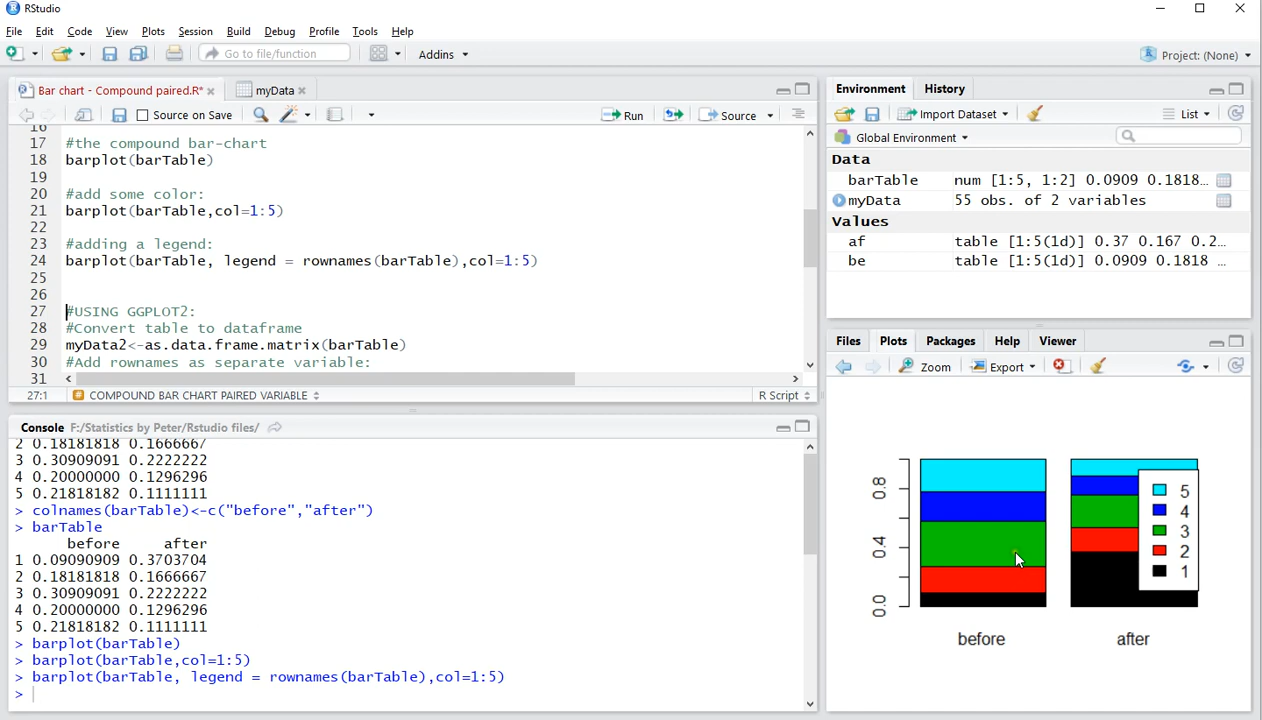 RStudio
File Edit Code View Plots Session Build Debug Profile Tools Help
Go to file/function Addins Project: (None)
Bar chart - Compound paired.R* myData
Source on Save Run Source
16
17 #the compound bar-chart
18 barplot(barTable)
19
20 #add some color:
21 barplot(barTable,col=1:5)
22
23 #adding a legend:
24 barplot(barTable, legend = rownames(barTable),col=1:5)
25
26
27 #USING GGPLOT2:
28 #Convert table to dataframe
29 myData2<-as.data.frame.matrix(barTable)
30 #Add rownames as separate variable:
31
27:1 COMPOUND BAR CHART PAIRED VARIABLE R Script
Console F:/Statistics by Peter/Rstudio files/
2 0.18181818 0.1666667
3 0.30909091 0.2222222
4 0.20000000 0.1296296
5 0.21818182 0.1111111
> colnames(barTable)<-c("before","after")
> barTable
before after
1 0.09090909 0.3703704
2 0.18181818 0.1666667
3 0.30909091 0.2222222
4 0.20000000 0.1296296
5 0.21818182 0.1111111
> barplot(barTable)
> barplot(barTable,col=1:5)
> barplot(barTable, legend = rownames(barTable),col=1:5)
>
Environment History
Import Dataset List
Global Environment
Data
barTable num [1:5, 1:2] 0.0909 0.1818…
myData 55 obs. of 2 variables
Values
af table [1:5(1d)] 0.37 0.167 0.2…
be table [1:5(1d)] 0.0909 0.1818 …
Files Plots Packages Help Viewer
Zoom Export
0.8
0.4
0.0
5
4
3
2
1
before after